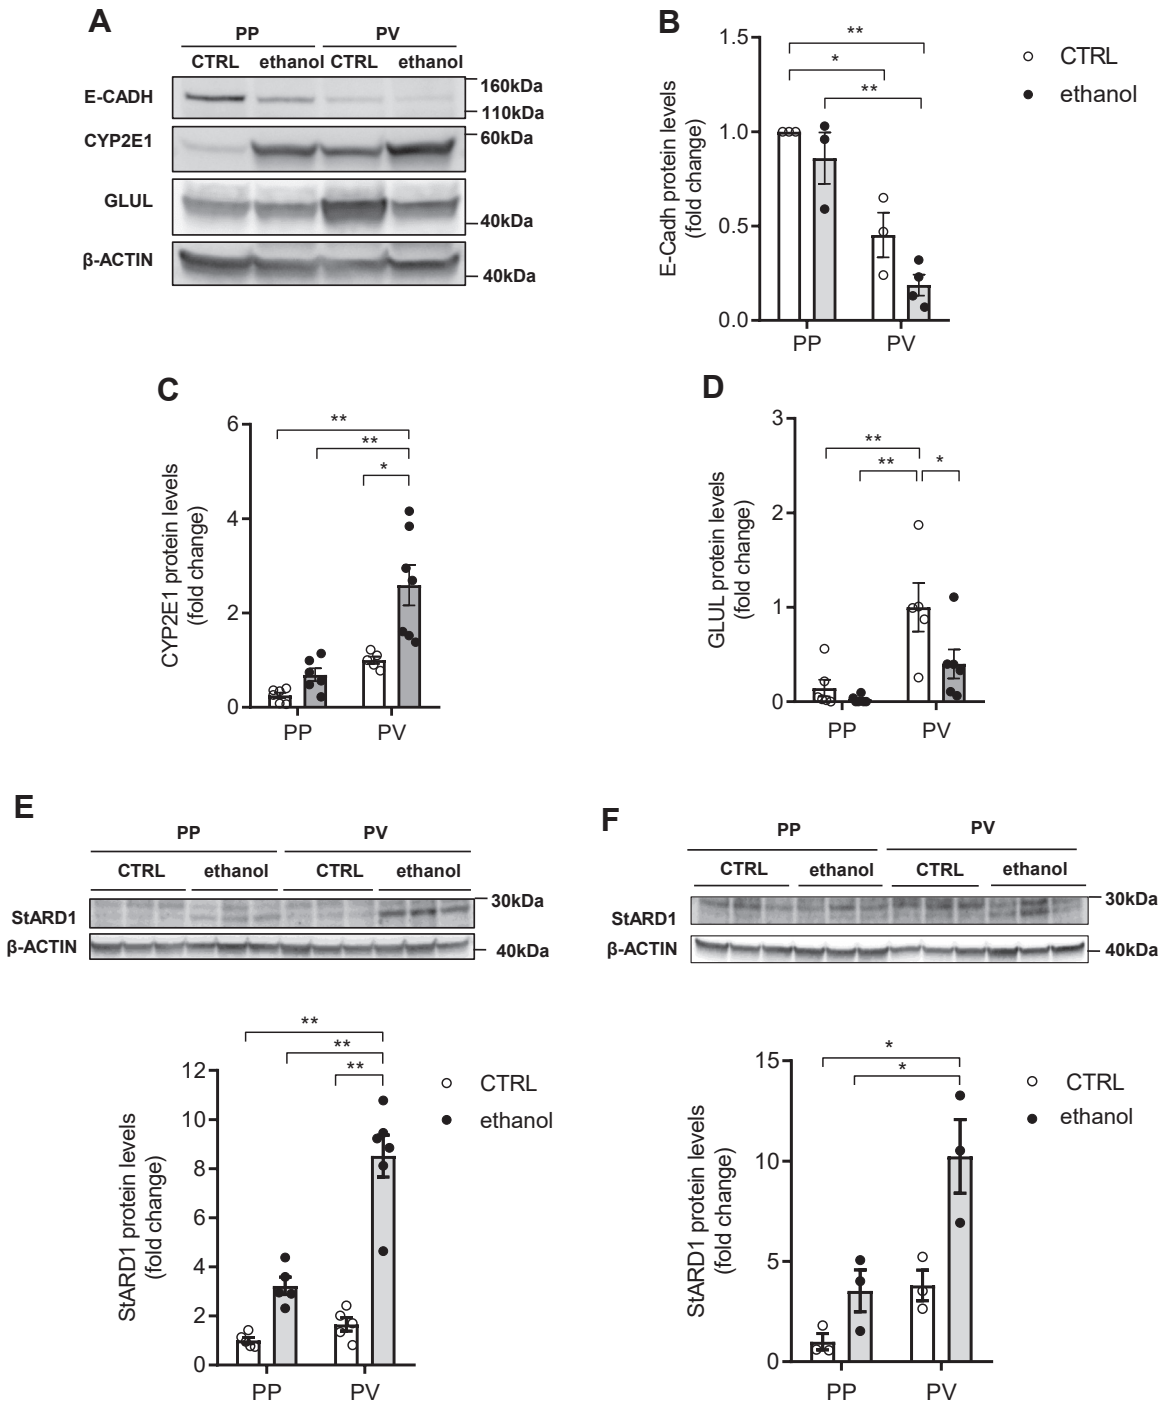 A
PP PV
CTRL ethanol CTRL ethanol
E-CADH
160kDa
110kDa
CYP2E1
60kDa
GLUL
40kDa
β-ACTIN
40kDa
B
E-Cadh protein levels
(fold change)
1.5
1.0
0.5
0.0
**
*
**
PP PV
CTRL
ethanol
C
CYP2E1 protein levels
(fold change)
6
4
2
0
**
**
*
PP PV
D
GLUL protein levels
(fold change)
3
2
1
0
**
** *
PP PV
E
PP PV
CTRL ethanol CTRL ethanol
StARD1
30kDa
β-ACTIN
40kDa
StARD1 protein levels
(fold change)
12
10
8
6
4
2
0
**
**
**
PP PV
CTRL
ethanol
F
PP PV
CTRL ethanol CTRL ethanol
StARD1
30kDa
β-ACTIN
40kDa
StARD1 protein levels
(fold change)
15
10
5
0
*
*
PP PV
CTRL
ethanol